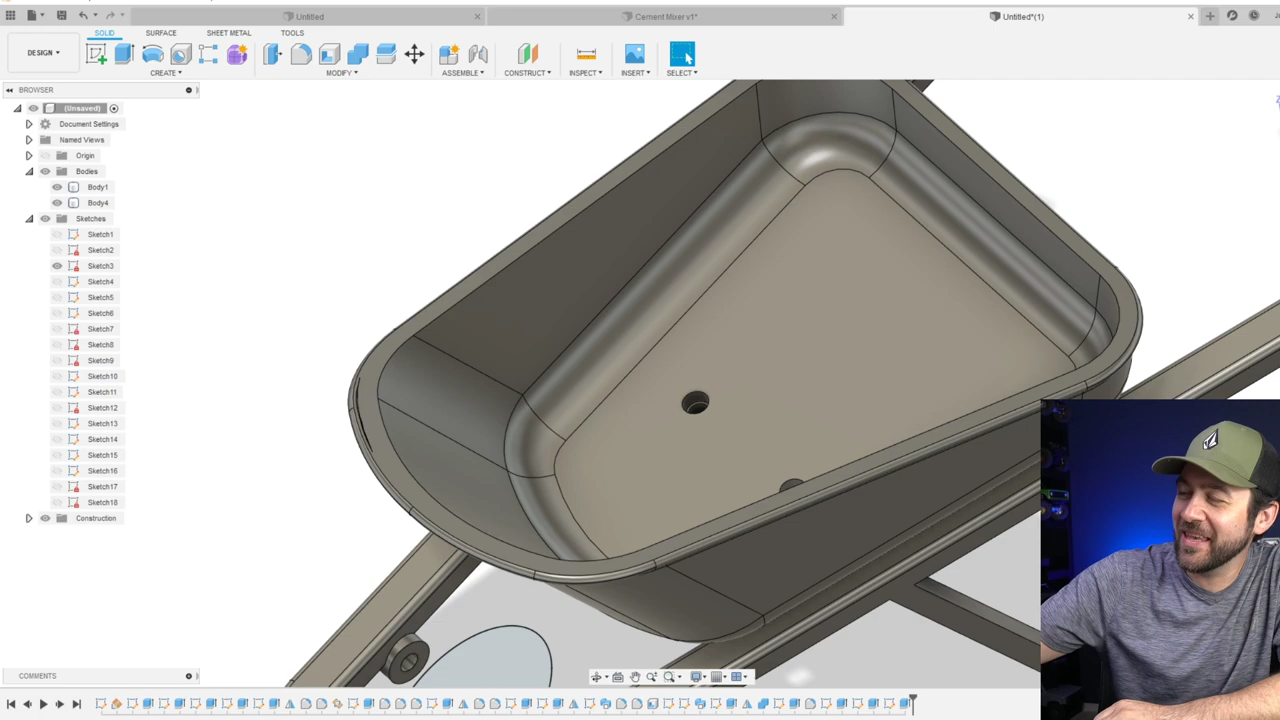 Untitled
Cement Mixer v1*
Untitled*(1)
SOLID
SURFACE
SHEET METAL
TOOLS
DESIGN
CREATE
MODIFY
ASSEMBLE
CONSTRUCT
INSPECT
INSERT
SELECT
BROWSER
(Unsaved)
Document Settings
Named Views
Origin
Bodies
Body1
Body4
Sketches
Sketch1
Sketch2
Sketch3
Sketch4
Sketch5
Sketch6
Sketch7
Sketch8
Sketch9
Sketch10
Sketch11
Sketch12
Sketch13
Sketch14
Sketch15
Sketch16
Sketch17
Sketch18
Construction
COMMENTS